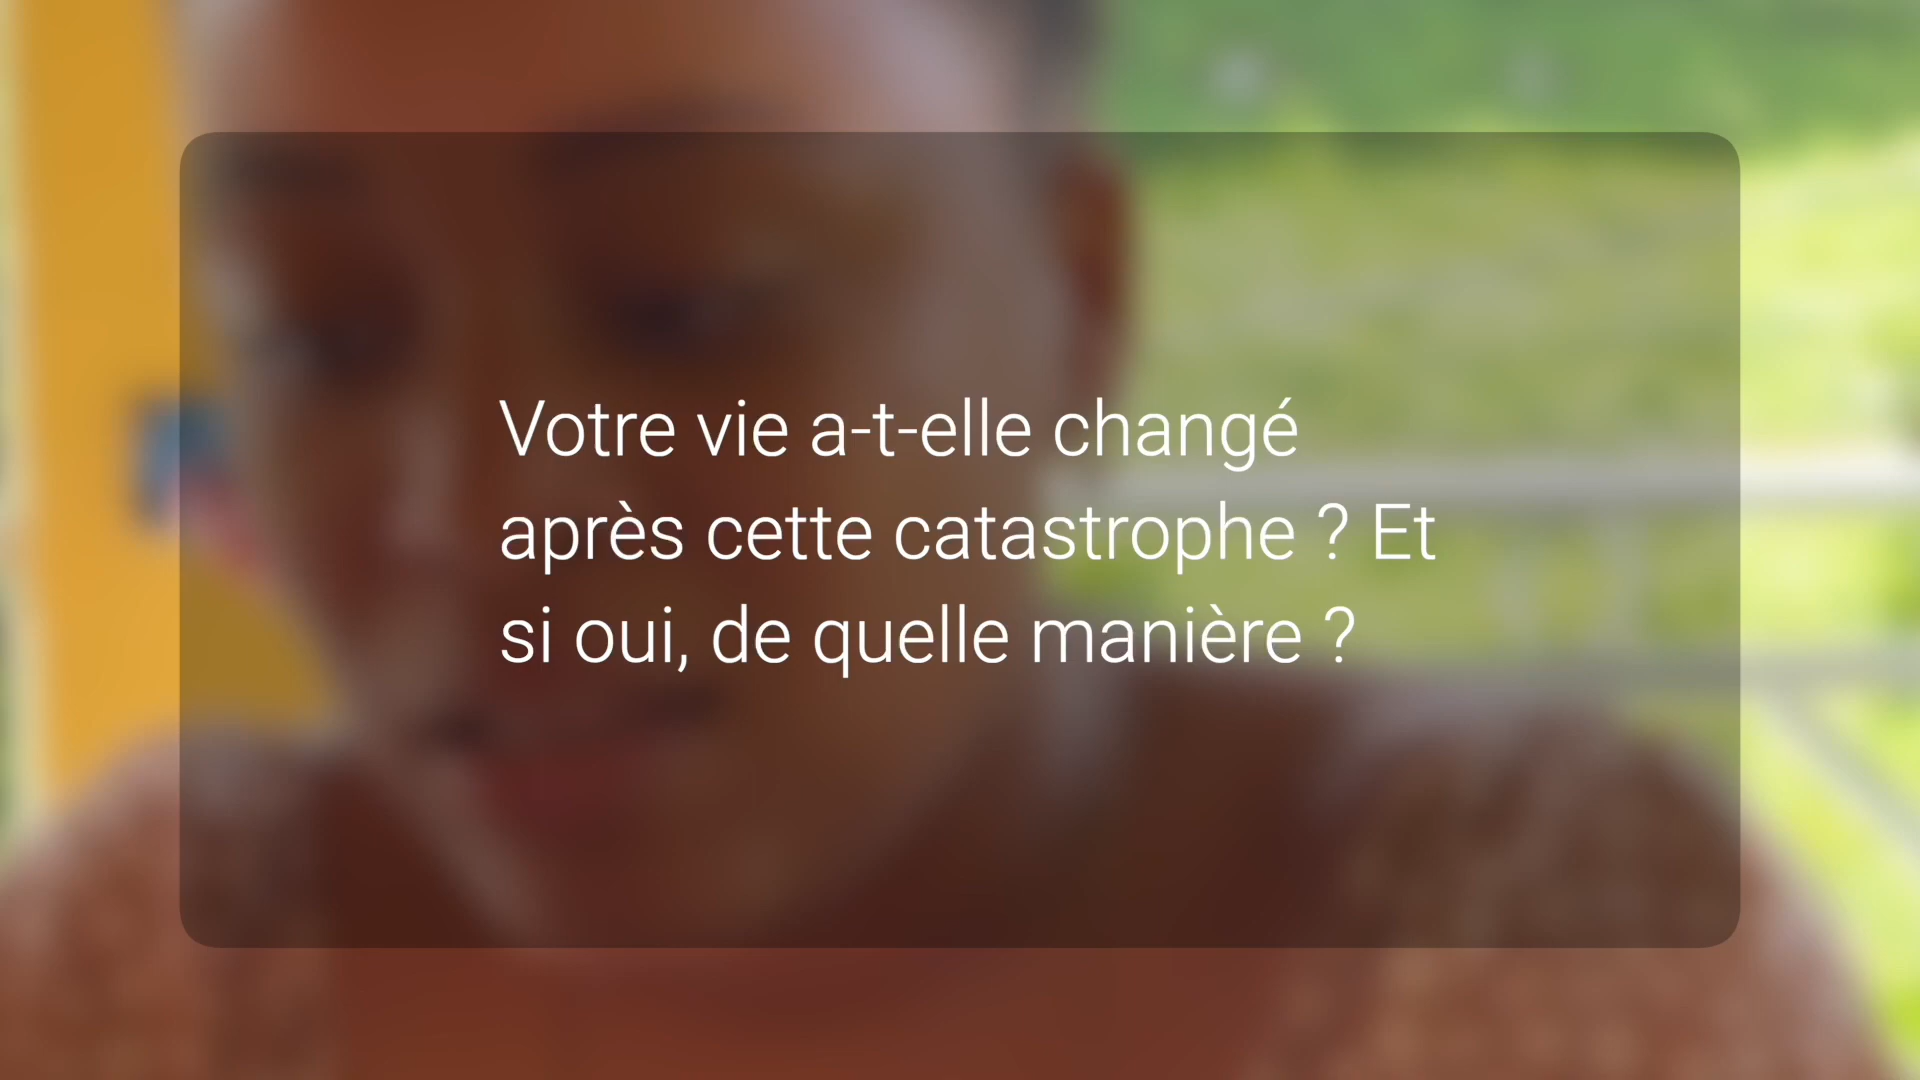 Votre vie a-t-elle changé
après cette catastrophe ? Et
si oui, de quelle manière ?